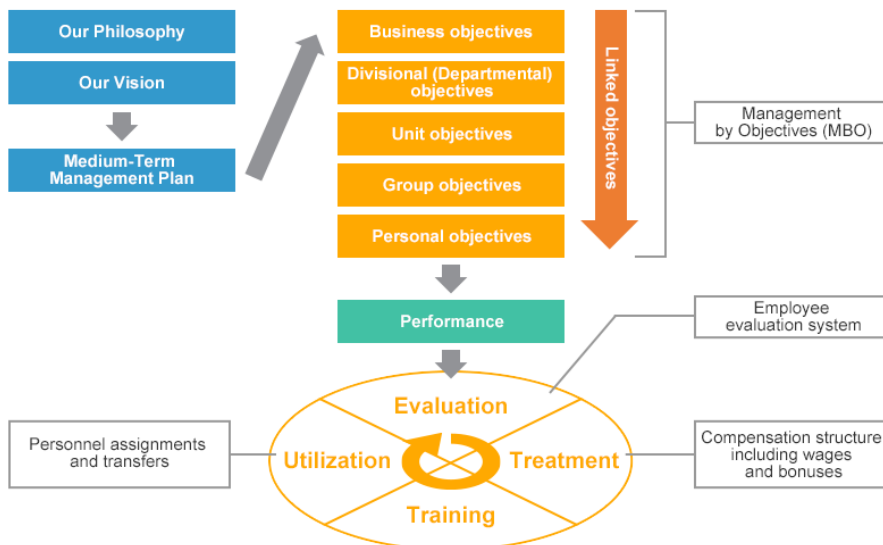 Our Philosophy
Our Vision
Medium-Term
Management Plan
Business objectives
Divisional (Departmental)
objectives
Unit objectives
Group objectives
Personal objectives
Linked objectives
Management
by Objectives (MBO)
Performance
Employee
evaluation system
Evaluation
Utilization
Treatment
Training
Personnel assignments
and transfers
Compensation structure
including wages
and bonuses